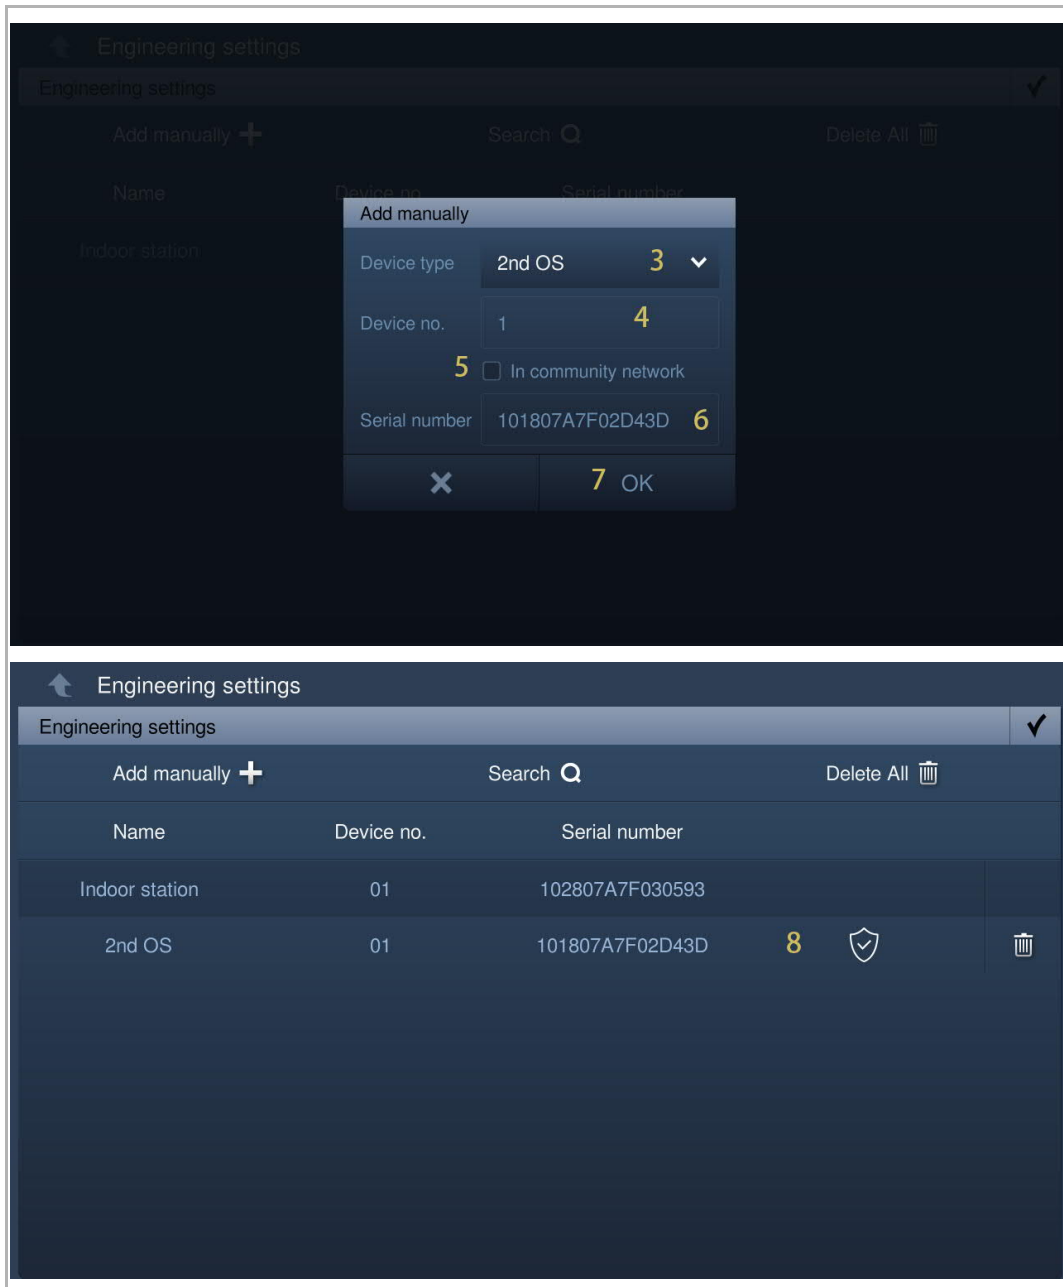 Engineering settings
Engineering settings
Add manually Search Delete All
Name Device no. Serial number
Indoor station
Add manually
Device type 2nd OS 3
Device no. 1 4
5 In community network
Serial number 101807A7F02D43D 6
7 OK
Engineering settings
Engineering settings
Add manually Search Delete All
Name Device no. Serial number
Indoor station 01 102807A7F030593
2nd OS 01 101807A7F02D43D 8